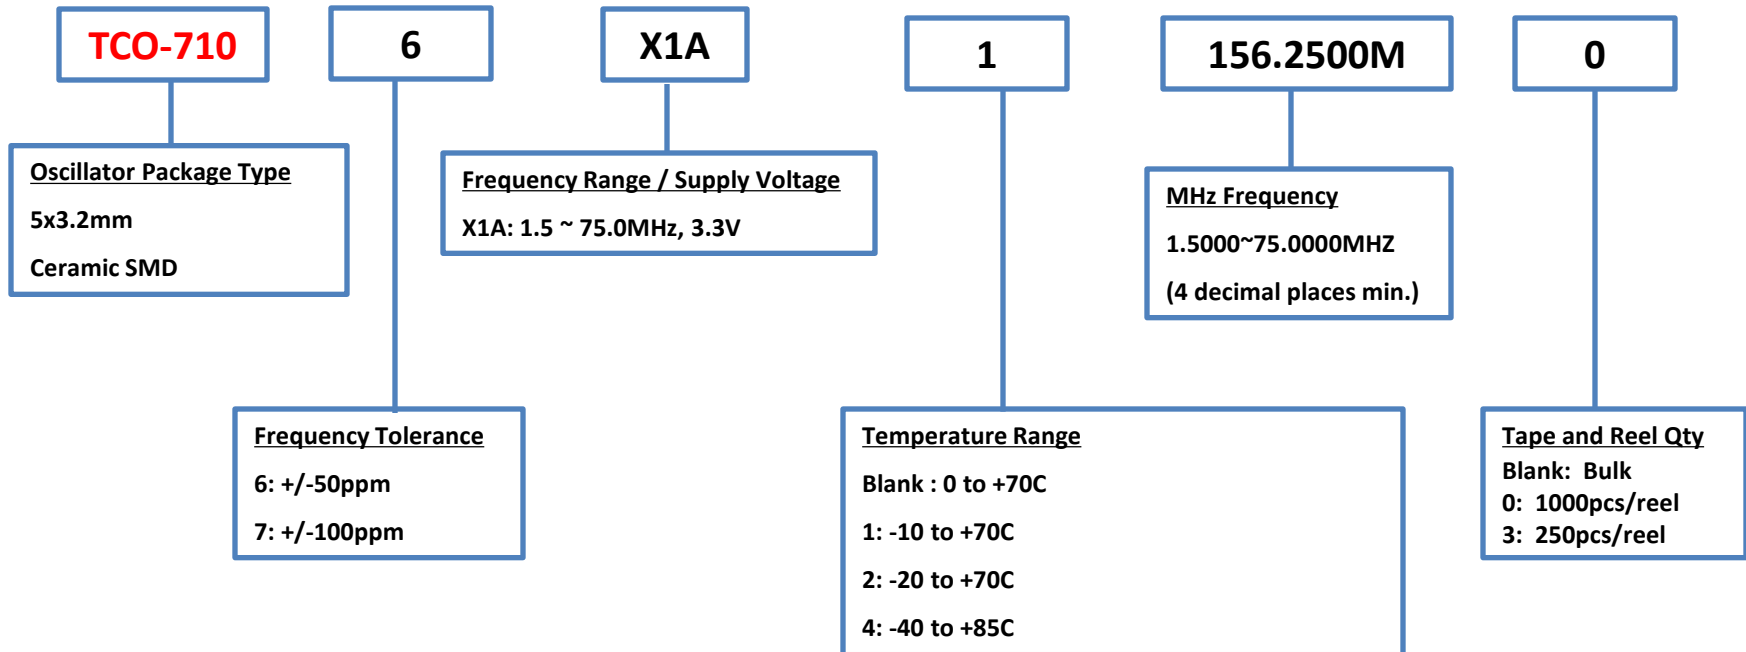 TCO-710
6
X1A
1
156.2500M
0
Oscillator Package Type
5x3.2mm
Ceramic SMD
Frequency Range / Supply Voltage
X1A: 1.5 ~ 75.0MHz, 3.3V
MHz Frequency
1.5000~75.0000MHZ
(4 decimal places min.)
Frequency Tolerance
6: +/-50ppm
7: +/-100ppm
Temperature Range
Blank : 0 to +70C
1: -10 to +70C
2: -20 to +70C
4: -40 to +85C
Tape and Reel Qty
Blank: Bulk
0: 1000pcs/reel
3: 250pcs/reel